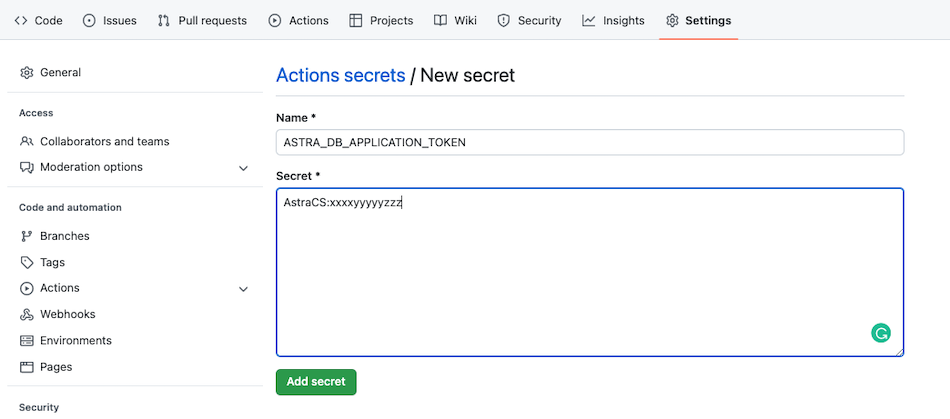 Code Issues Pull requests Actions Projects Wiki Security Insights Settings
General
Access
Collaborators and teams
Moderation options
Code and automation
Branches
Tags
Actions
Webhooks
Environments
Pages
Security
Actions secrets / New secret
Name *
ASTRA_DB_APPLICATION_TOKEN
Secret *
AstraCS:xxxxyyyyyzzz
Add secret